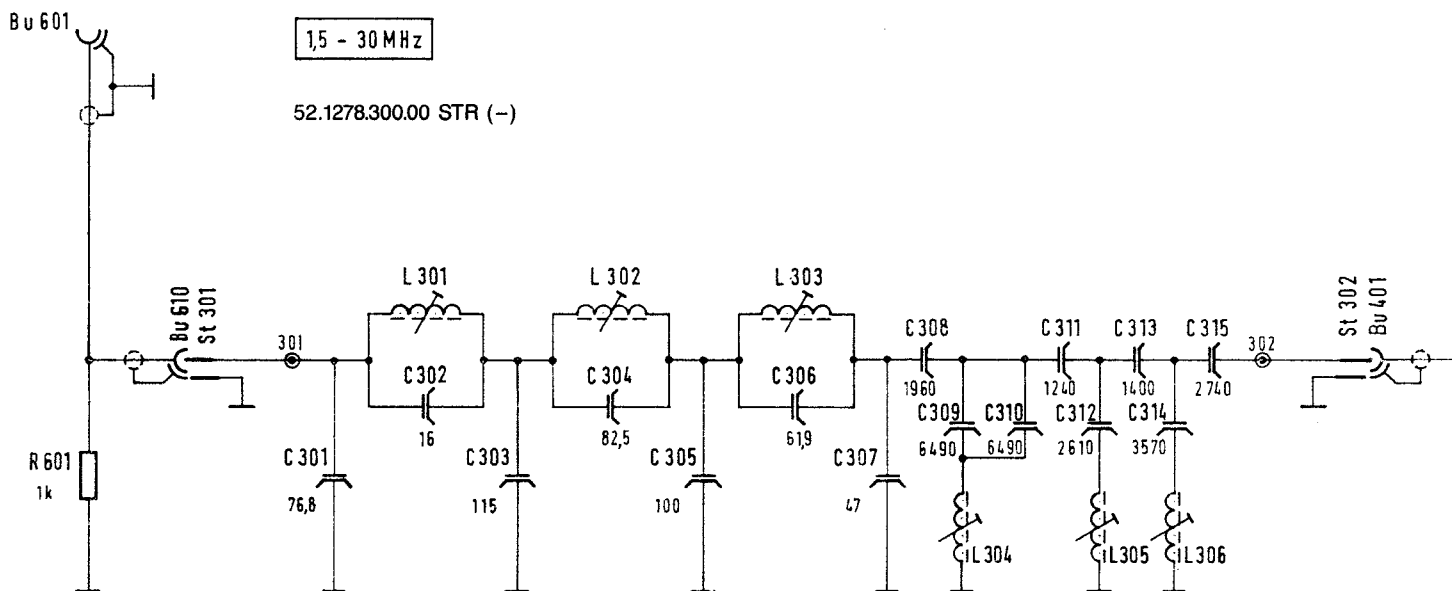 Bu 601
1,5 - 30 MHz
52.1278.300.00 STR (-)
L 301
L 302
L 303
Bu 610
St 301
St 302
Bu 401
301
C 308
C 311
C 313
C 315
302
C 302
C 304
C 306
1960
1240
1400
2740
16
82,5
61,9
C 309
C 310
C 312
C 314
6490
6490
2610
3570
R 601
1k
C 301
C 303
C 305
C 307
76,8
115
100
47
L304
L305
L306